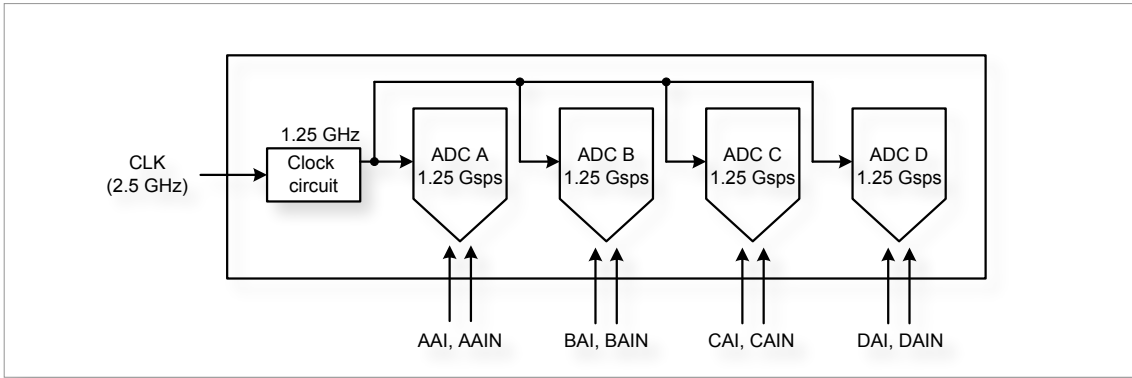 1.25 GHz
CLK
(2.5 GHz)
Clock
circuit
ADC A
1.25 Gsps
ADC B
1.25 Gsps
ADC C
1.25 Gsps
ADC D
1.25 Gsps
AAI, AAIN
BAI, BAIN
CAI, CAIN
DAI, DAIN